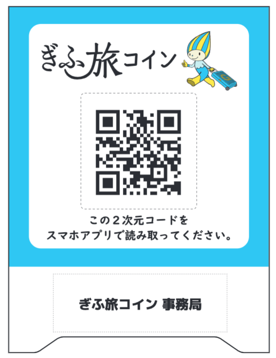 ぎふ旅コイン
この2次元コードを
スマホアプリで読み取ってください。
ぎふ旅コイン 事務局